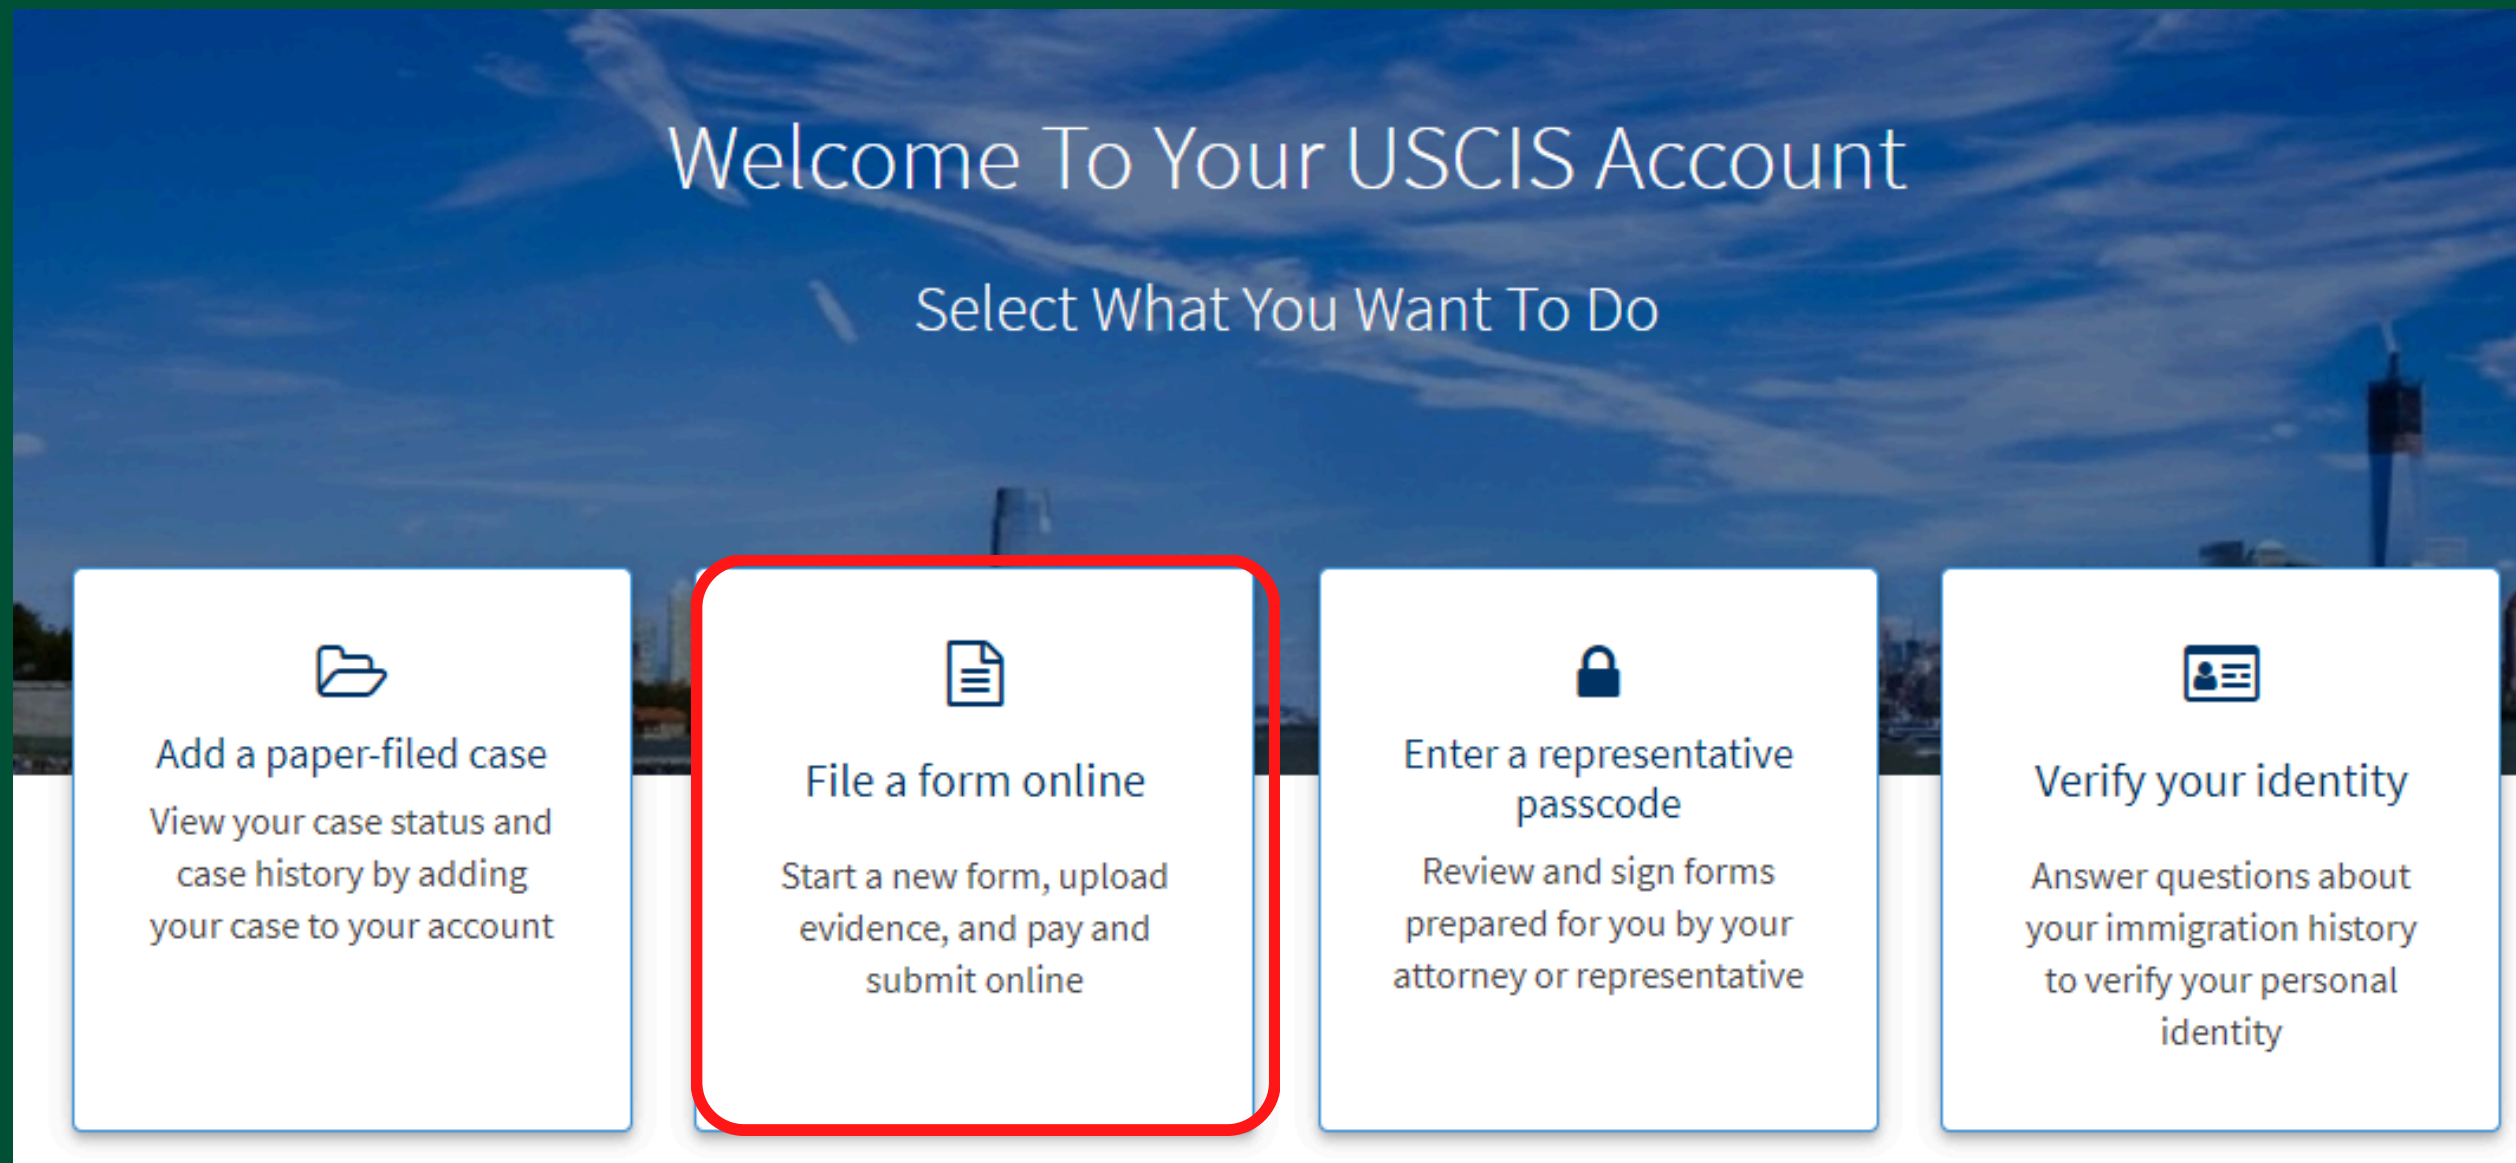 Welcome To Your USCIS Account
Select What You Want To Do
Add a paper-filed case
View your case status and
case history by adding
your case to your account
File a form online
Start a new form, upload
evidence, and pay and
submit online
Enter a representative
passcode
Review and sign forms
prepared for you by your
attorney or representative
Verify your identity
Answer questions about
your immigration history
to verify your personal
identity